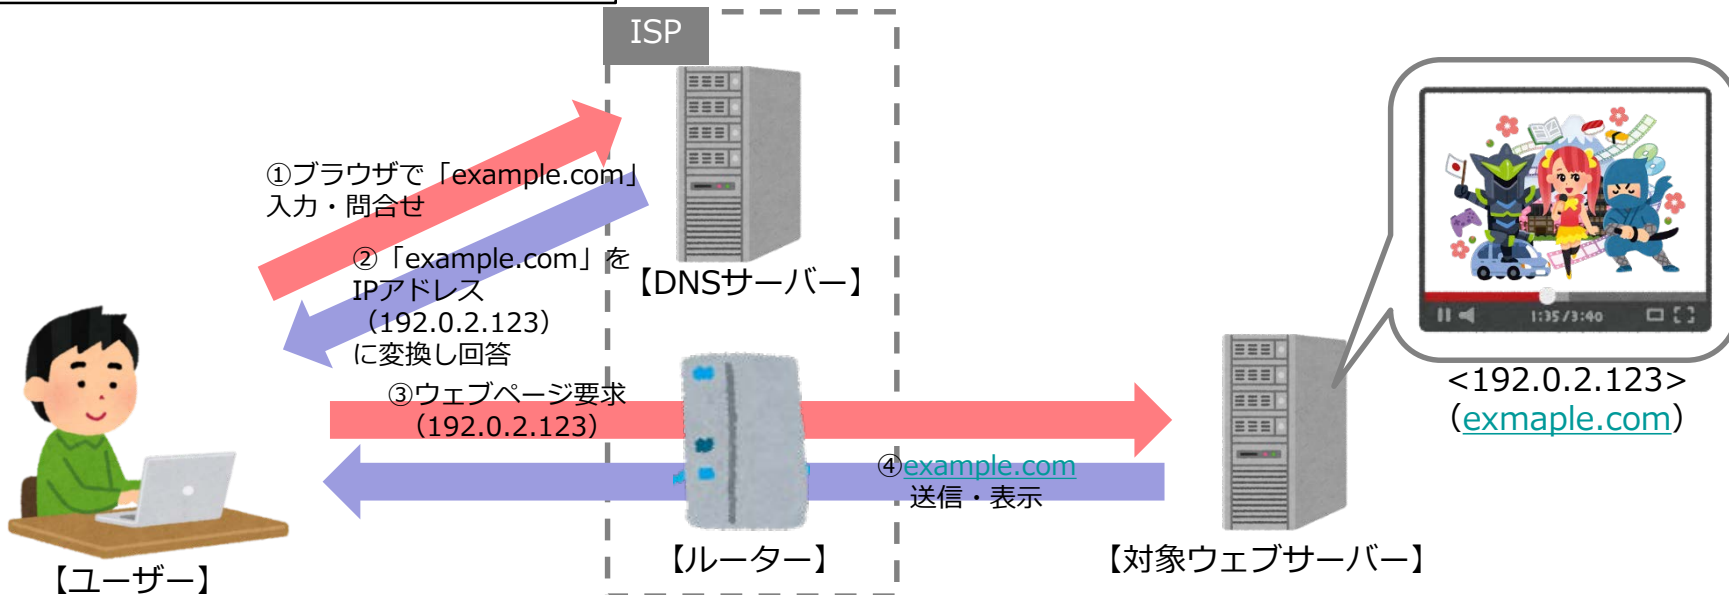 ISP
①ブラウザで「example.com」
入力・問合せ
②「example.com」を
IPアドレス
（192.0.2.123）
に変換し回答
【DNSサーバー】
③ウェブページ要求
（192.0.2.123）
④example.com
送信・表示
1:35/3:40
<192.0.2.123>
（exmaple.com）
【ユーザー】
【ルーター】
【対象ウェブサーバー】